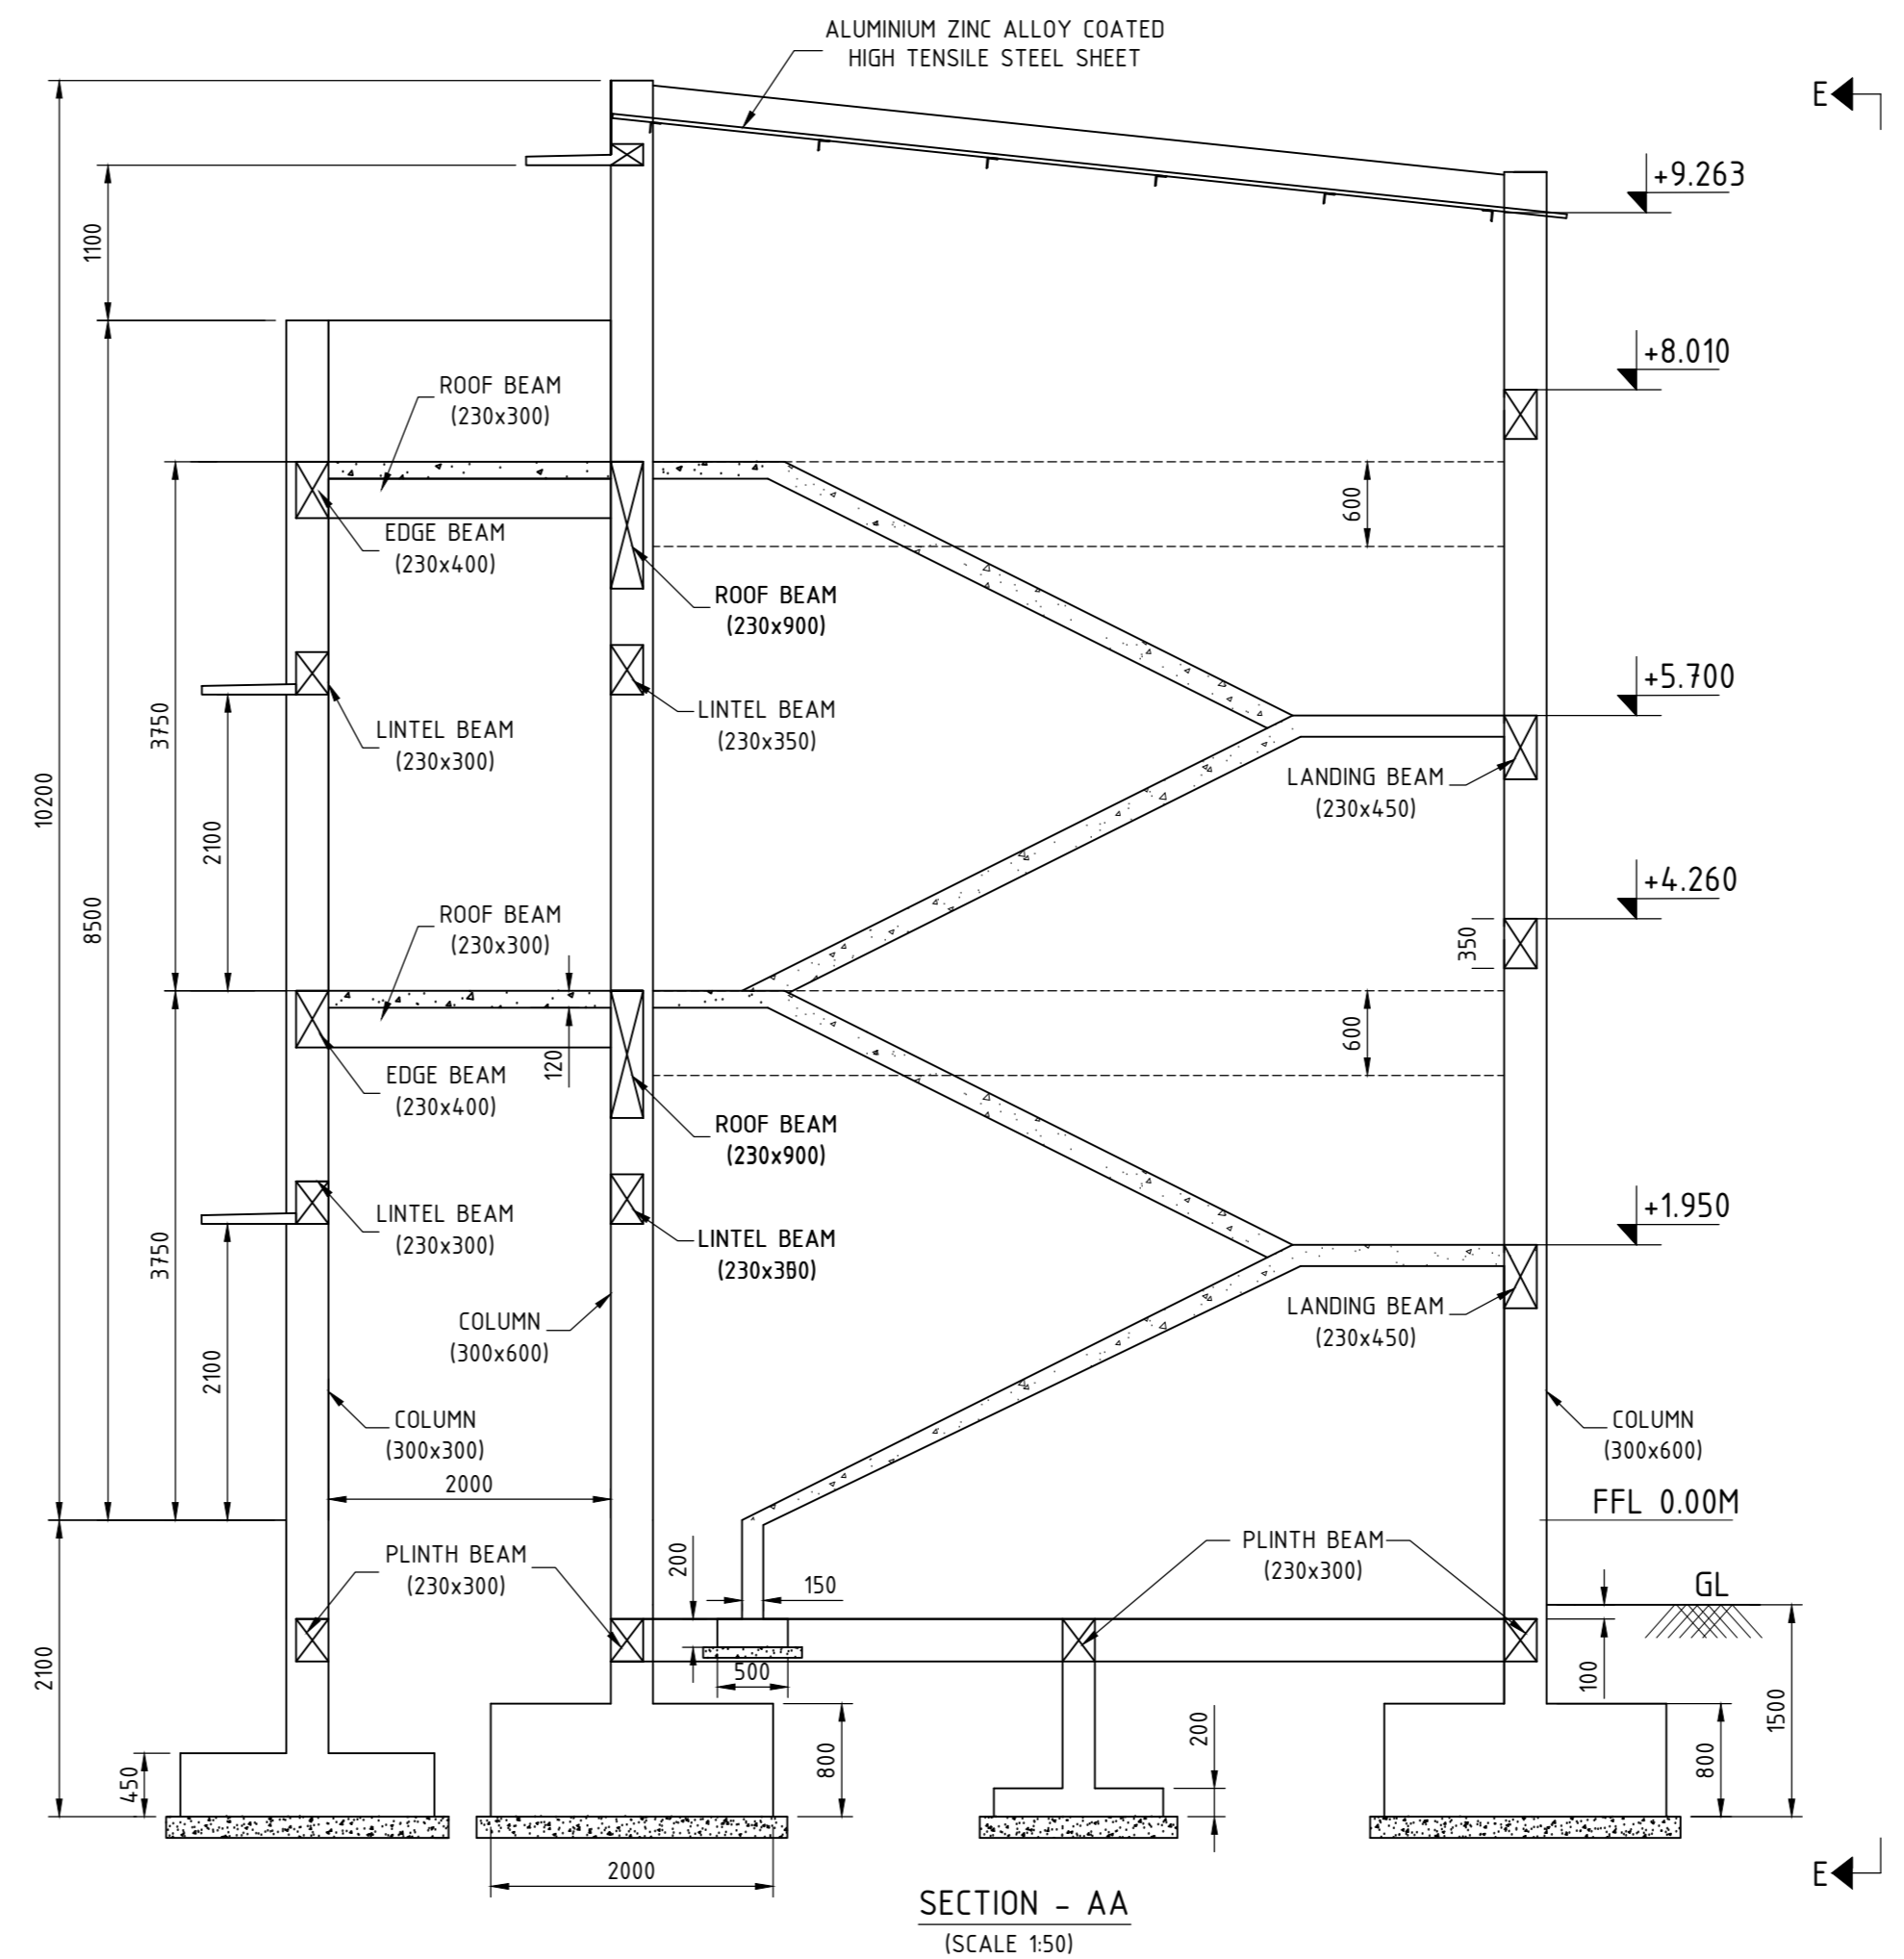 ALUMINIUM ZINC ALLOY COATED
HIGH TENSILE STEEL SHEET
E
+9.263
1100
+8.010
ROOF BEAM
(230x300)
600
EDGE BEAM
(230x400)
ROOF BEAM
(230x900)
+5.700
LINTEL BEAM
(230x300)
LINTEL BEAM
(230x350)
3750
LANDING BEAM
(230x450)
10200
2100
+4.260
8500
ROOF BEAM
(230x300)
350
600
120
EDGE BEAM
(230x400)
ROOF BEAM
(230x900)
+1.950
LINTEL BEAM
(230x300)
LINTEL BEAM
3750
LANDING BEAM
(230x450)
COLUMN
(300x600)
2100
COLUMN
(300x300)
COLUMN
(300x600)
2000
FFL 0.00M
PLINTH BEAM
(230x300)
200
150
PLINTH BEAM
(230x300)
GL
2100
500
100
1500
450
800
200
800
2000
E
SECTION - AA
(SCALE 1:50)